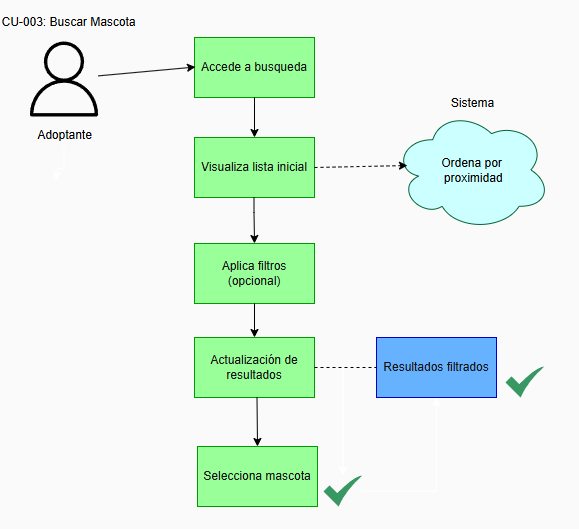 CU-003: Buscar Mascota
Accede a busqueda
Adoptante
Sistema
Visualiza lista inicial
Ordena por
proximidad
Aplica filtros
(opcional)
Actualización de
resultados
Resultados filtrados
Selecciona mascota